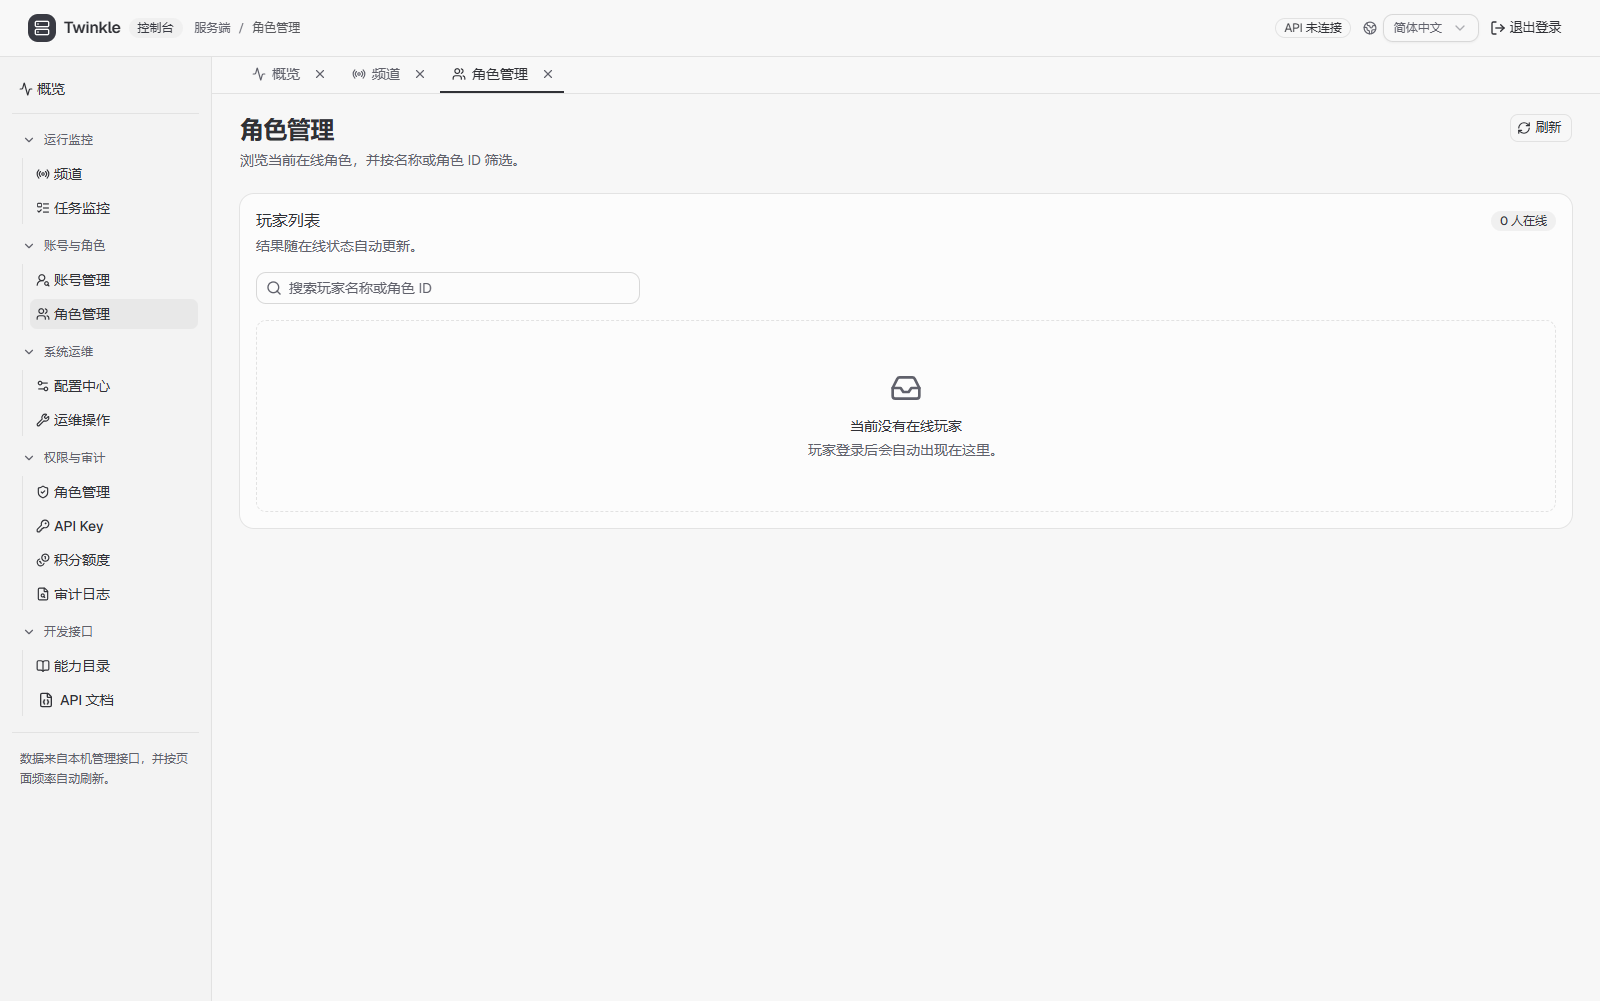 Twinkle 控制台 服务端 / 角色管理
API 未连接 简体中文 退出登录
概览
运行监控
频道
任务监控
账号与角色
账号管理
角色管理
系统运维
配置中心
运维操作
权限与审计
角色管理
API Key
积分额度
审计日志
开发接口
能力目录
API 文档
数据来自本机管理接口，并按页
面频率自动刷新。
概览 频道 角色管理
角色管理
刷新
浏览当前在线角色，并按名称或角色 ID 筛选。
玩家列表
0 人在线
结果随在线状态自动更新。
搜索玩家名称或角色 ID
当前没有在线玩家
玩家登录后会自动出现在这里。